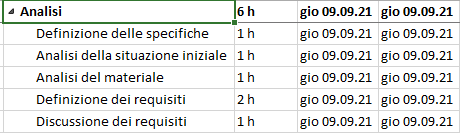 Analisi 6 h gio 09.09.21 gio 09.09.21
Definizione delle specifiche 1 h gio 09.09.21 gio 09.09.21
Analisi della situazione iniziale 1 h gio 09.09.21 gio 09.09.21
Analisi del materiale 1 h gio 09.09.21 gio 09.09.21
Definizione dei requisiti 2 h gio 09.09.21 gio 09.09.21
Discussione dei requisiti 1 h gio 09.09.21 gio 09.09.21